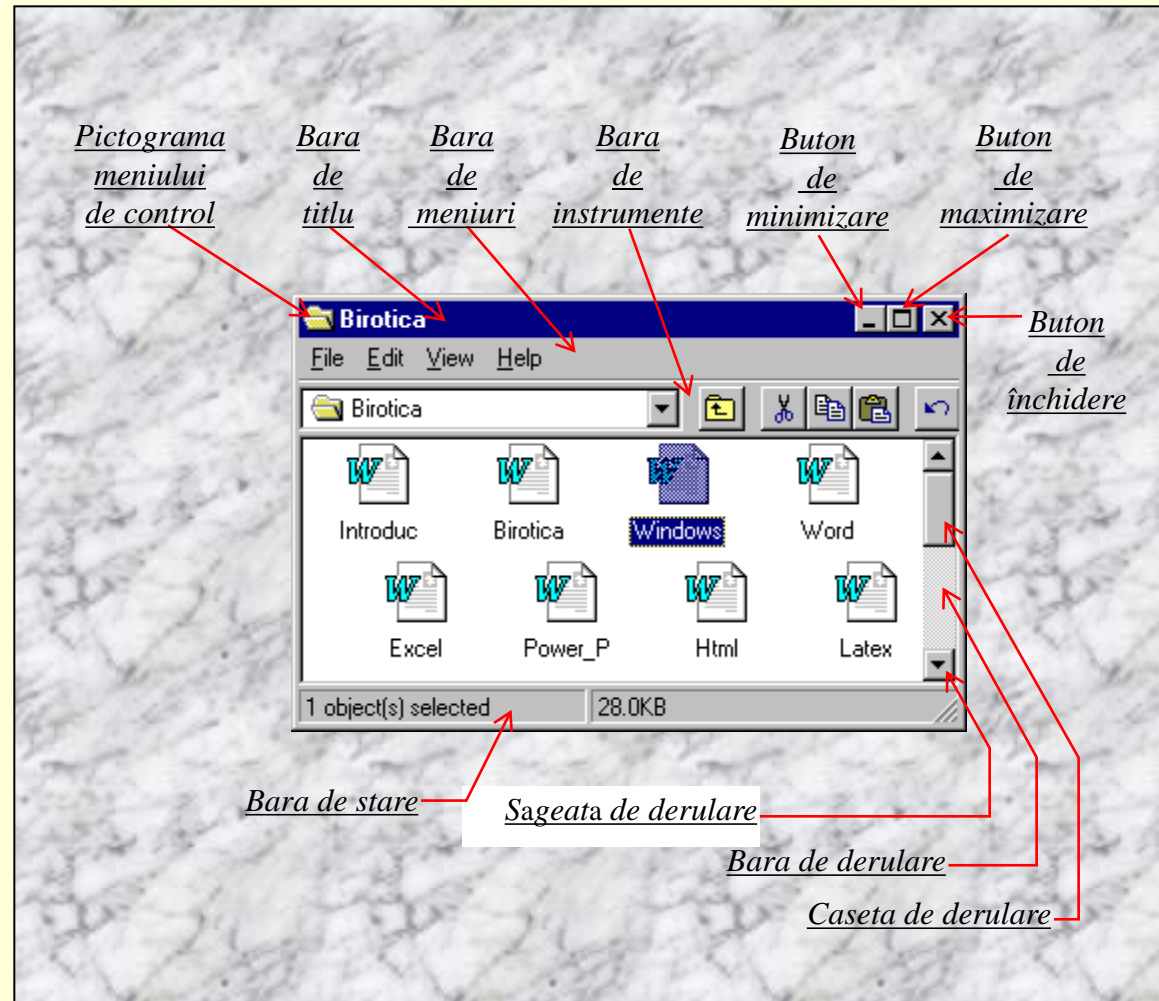 Pictograma
meniului
de control
Bara
de
titlu
Bara
de
meniuri
Bara
de
instrumente
Buton
de
minimizare
Buton
de
maximizare
Birotica
Buton
de
închidere
File Edit View Help
Birotica
Introduc Birotica Windows Word
Excel Power_P Html Latex
1 object(s) selected 28.0KB
Bara de stare
Sageata de derulare
Bara de derulare
Caseta de derulare